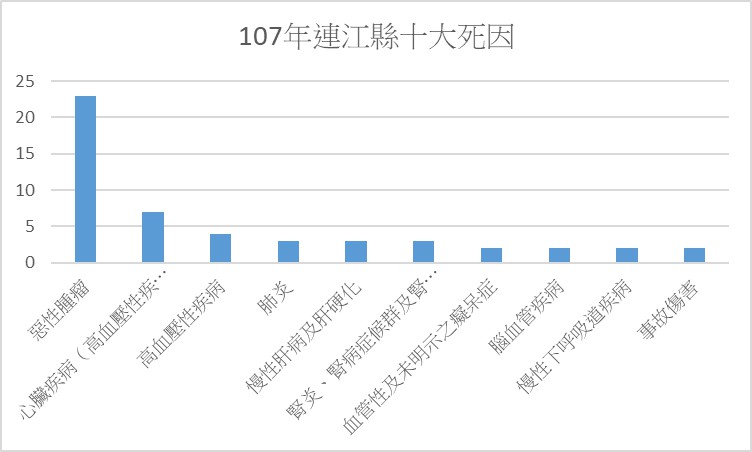 107年連江縣十大死因
25
20
15
10
5
0
惡性腫瘤
心臟疾病（高血壓性疾…
高血壓性疾病
肺炎
慢性肝病及肝硬化
腎炎、腎病症候群及腎…
血管性及未明示之癡呆症
腦血管疾病
慢性下呼吸道疾病
事故傷害